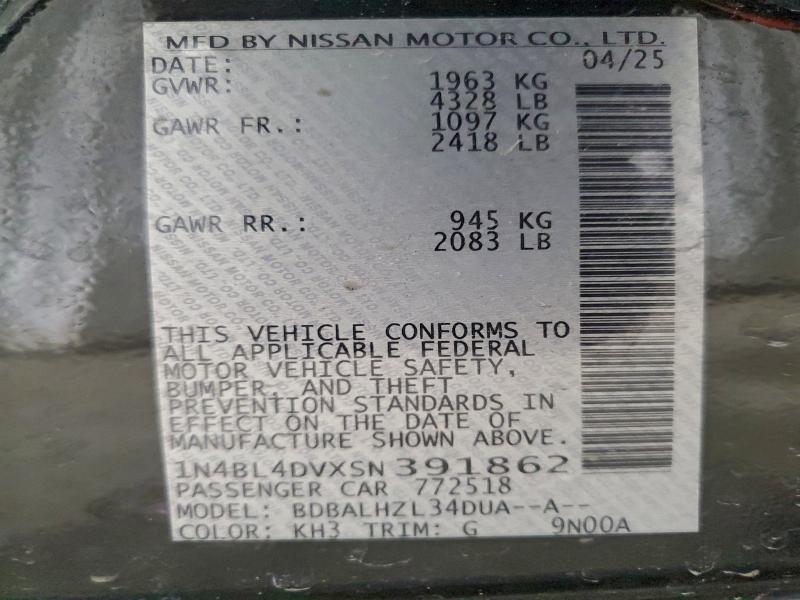 MFD BY NISSAN MOTOR CO., LTD.
DATE: 04/25
GVWR: 1963 KG
4328 LB
GAWR FR.: 1097 KG
2418 LB
GAWR RR.: 945 KG
2083 LB
THIS VEHICLE CONFORMS TO
ALL APPLICABLE FEDERAL
MOTOR VEHICLE SAFETY,
BUMPER, AND THEFT
PREVENTION STANDARDS IN
EFFECT ON THE DATE OF
MANUFACTURE SHOWN ABOVE.
1N4BL4DVXSN391862
PASSENGER CAR 772518
MODEL: BDBALHZL34DUA--A--
COLOR: KH3 TRIM: G 9N00A